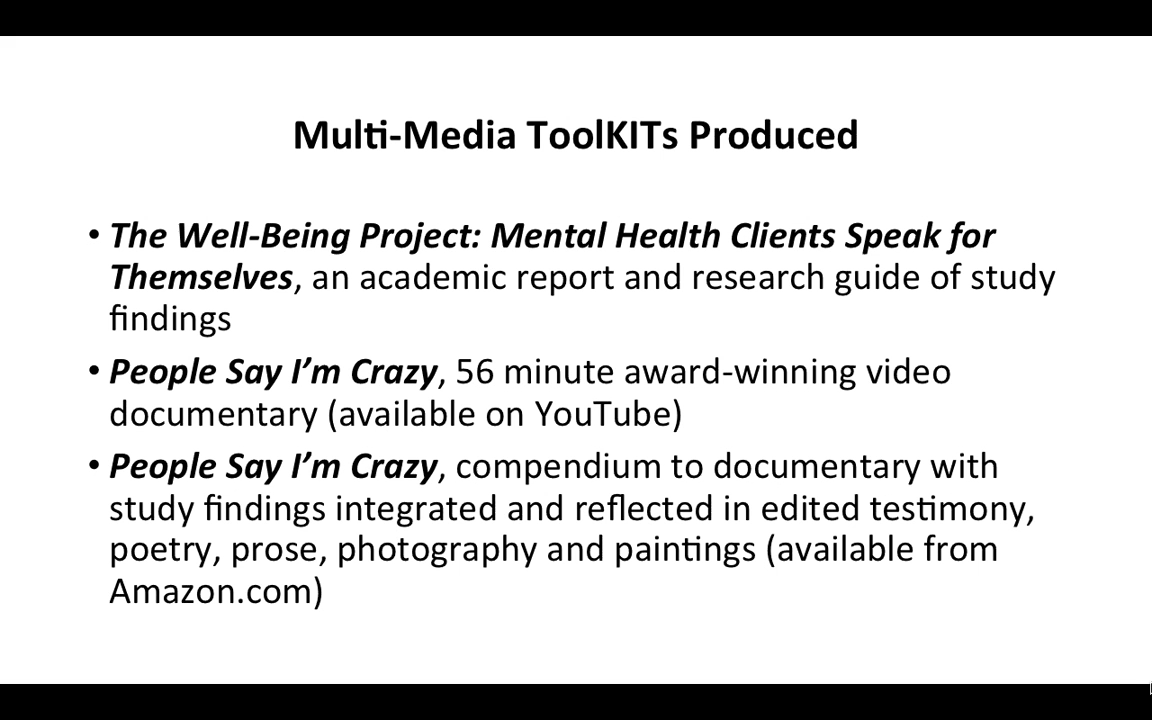 Multi-Media ToolKITs Produced
• The Well-Being Project: Mental Health Clients Speak for
Themselves, an academic report and research guide of study
findings
• People Say I’m Crazy, 56 minute award-winning video
documentary (available on YouTube)
• People Say I’m Crazy, compendium to documentary with
study findings integrated and reflected in edited testimony,
poetry, prose, photography and paintings (available from
Amazon.com)